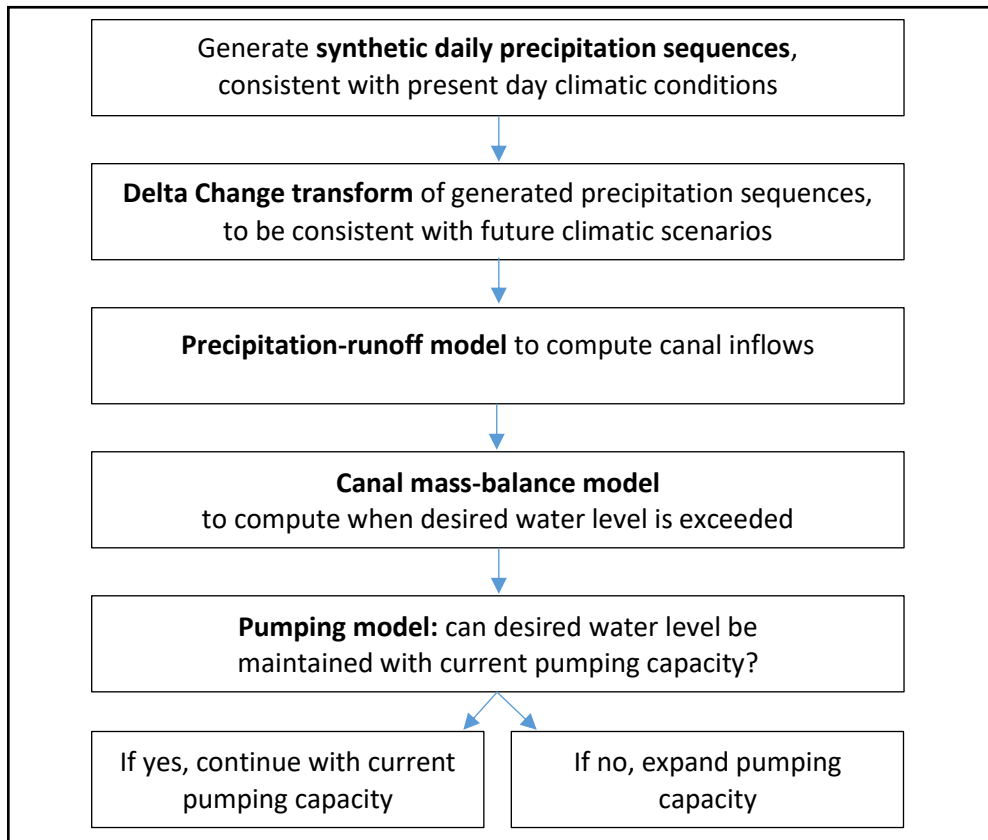 Generate synthetic daily precipitation sequences,
consistent with present day climatic conditions
Delta Change transform of generated precipitation sequences,
to be consistent with future climatic scenarios
Precipitation-runoff model to compute canal inflows
Canal mass-balance model
to compute when desired water level is exceeded
Pumping model: can desired water level be
maintained with current pumping capacity?
If yes, continue with current
pumping capacity
If no, expand pumping
capacity